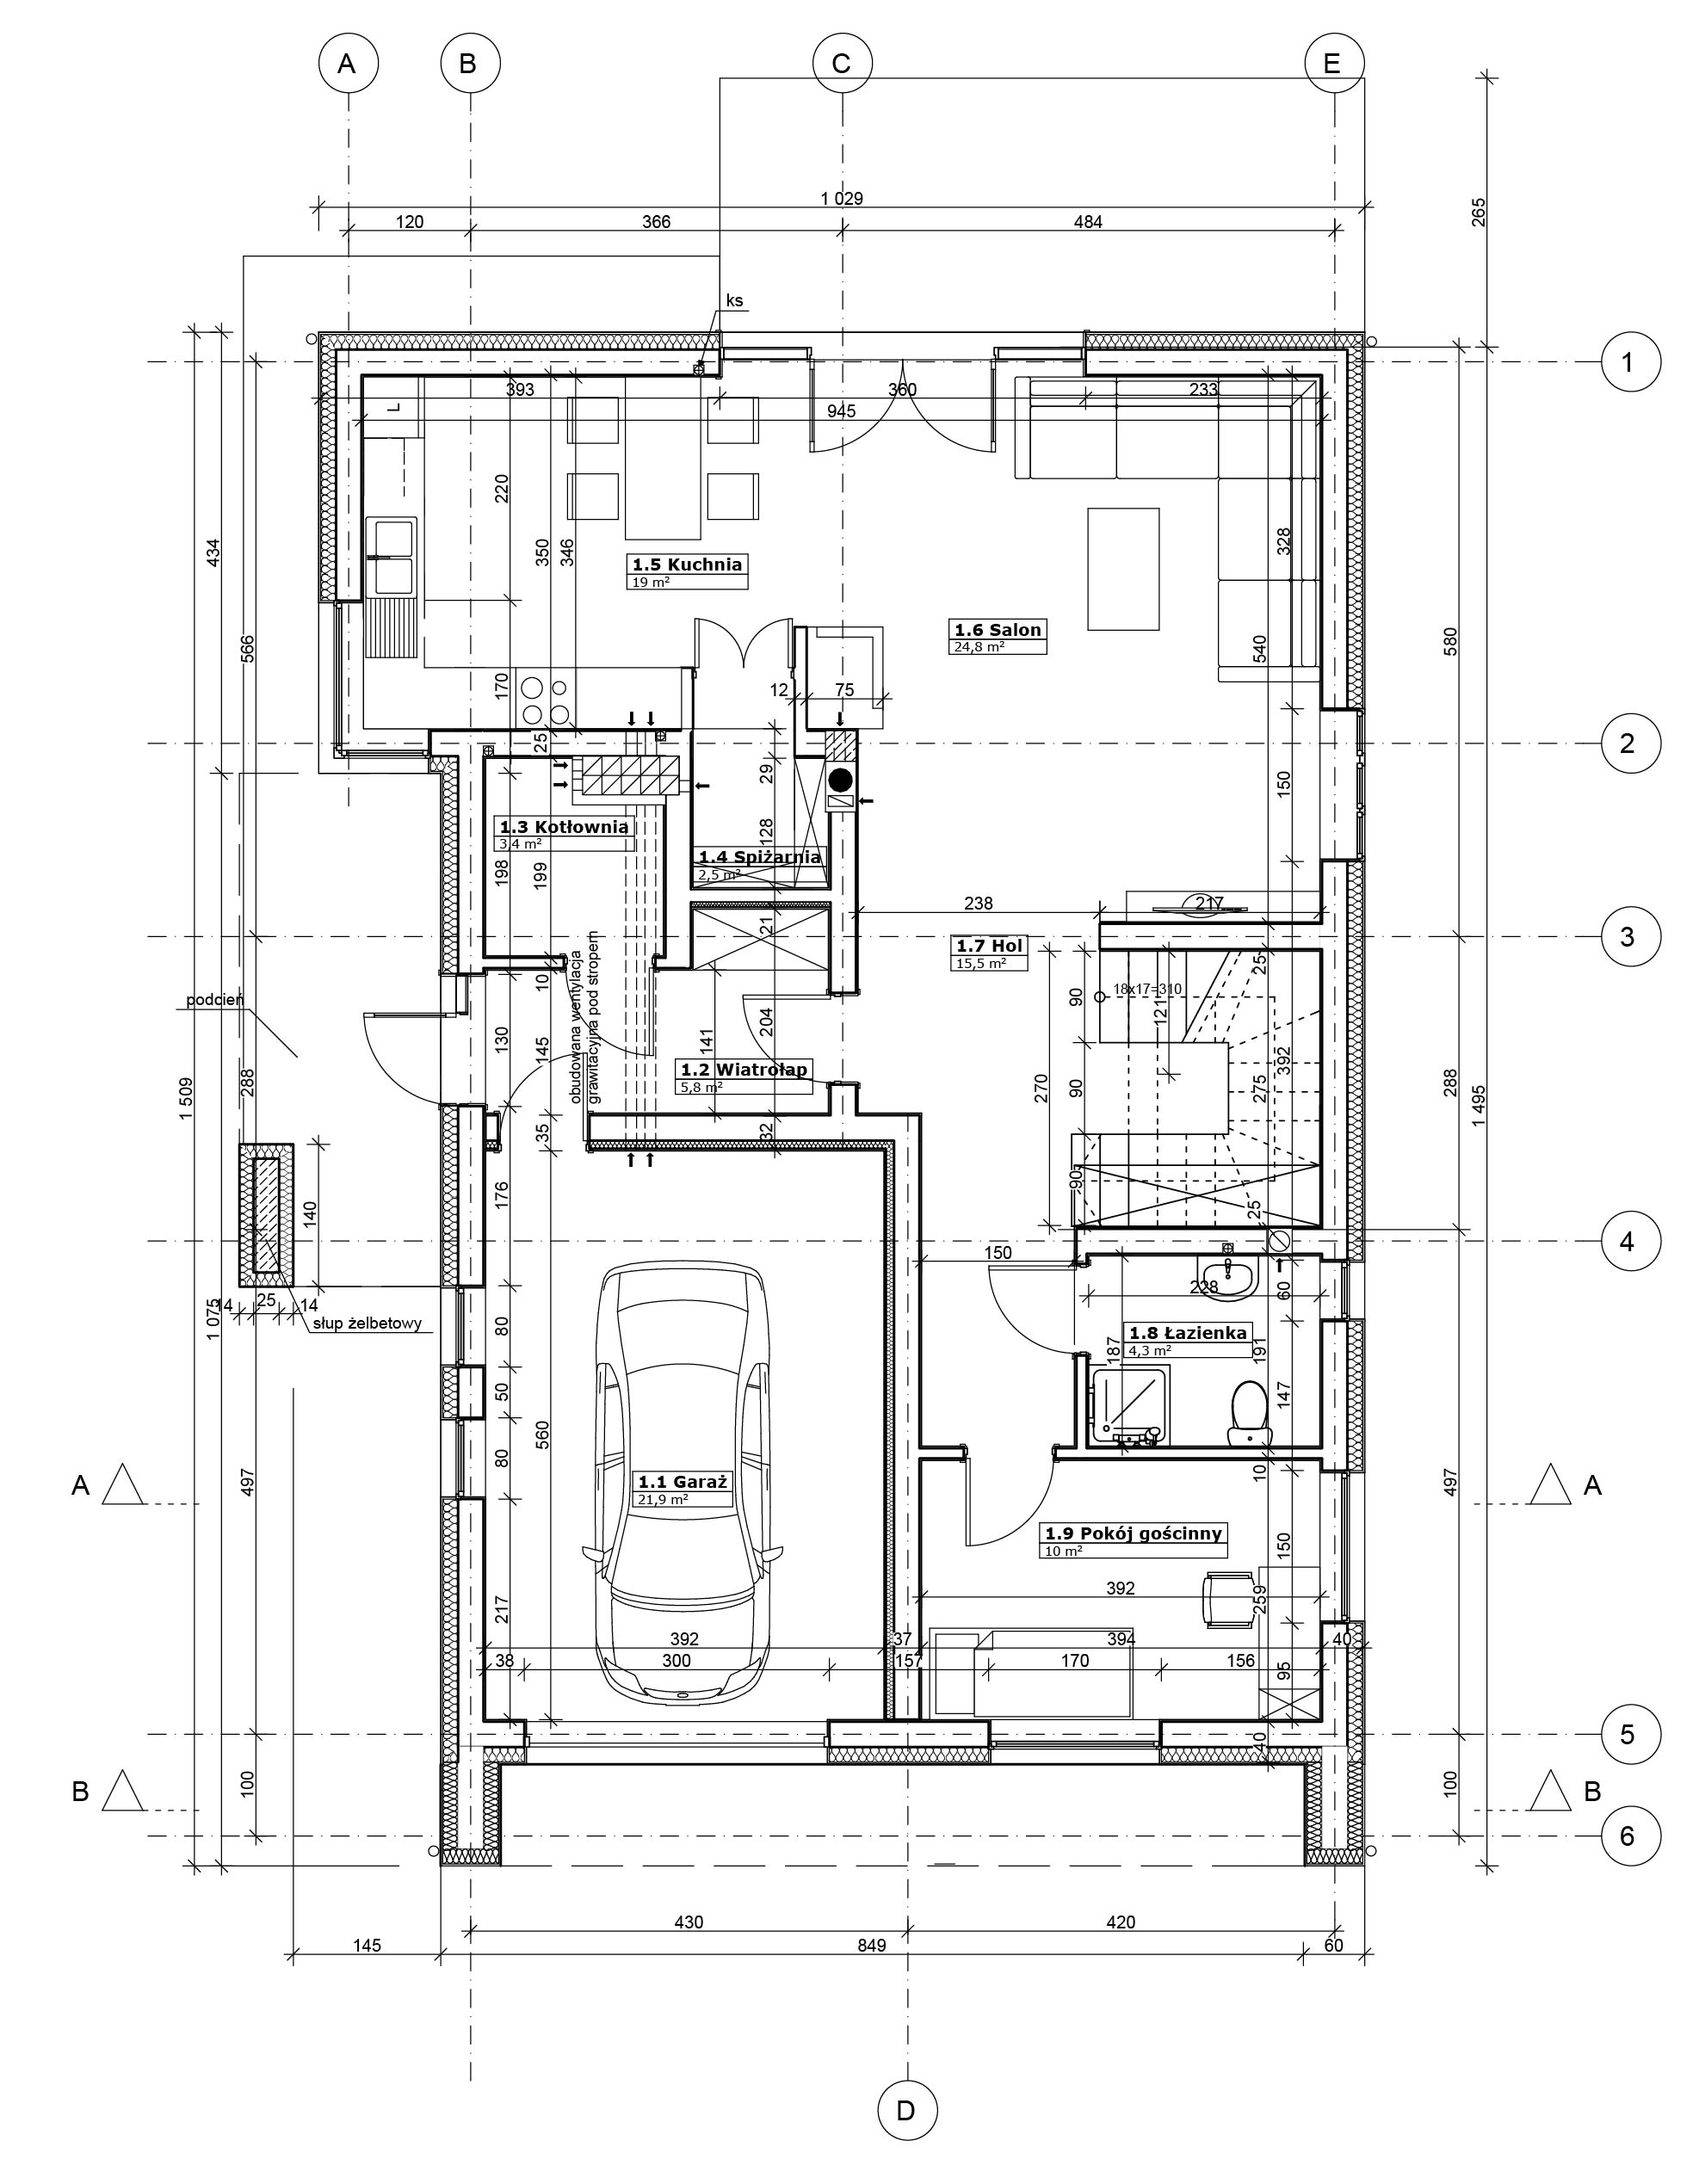 A
B
C
E
1 029
120
366
484
265
ks
1
393
360
233
945
L
434
220
350
346
328
1.5 Kuchnia
19 m²
1.6 Salon
24,8 m²
566
580
540
170
12
75
25
2
29
150
1.3 Kotłownia
3,4 m²
128
1.4 Spiżarnia
2,5 m²
198
199
238
217
21
3
1.7 Hol
15,5 m²
25
obudowana wentylacja
grawitacyjna pod stropem
podcień
10
18x17=310
90
121
130
145
141
204
1.2 Wiatrołap
5,8 m²
392
275
270
90
288
288
1 509
1 495
35
32
176
90
25
140
4
150
14
25
14
228
60
słup żelbetowy
1 075
80
1.8 Łazienka
4,3 m²
187
191
147
50
560
80
10
A
497
1.1 Garaż
21,9 m²
497
A
1.9 Pokój gościnny
10 m²
150
392
259
217
392
37
394
40
38
300
157
170
156
95
5
40
100
100
B
B
6
430
420
145
849
60
D